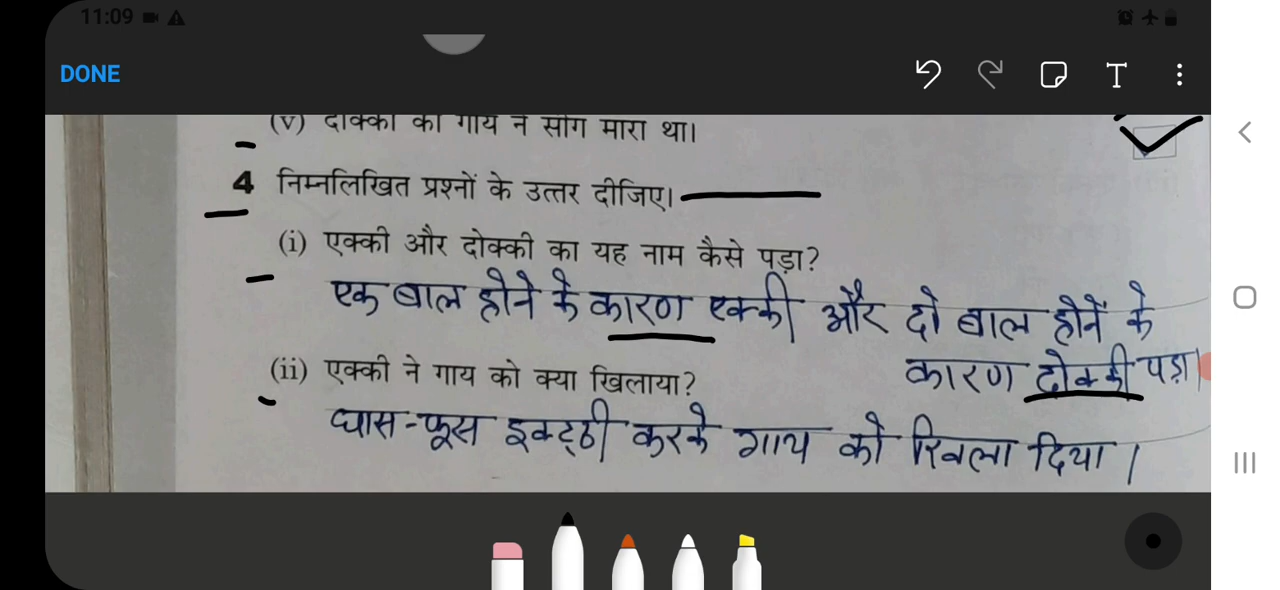 11:09
DONE
(v) दोक्की को गाय ने सींग मारा था।
4 निम्नलिखित प्रश्नों के उत्तर दीजिए।
(i) एक्की और दोक्की का यह नाम कैसे पड़ा?
एक बाल होने के कारण एक्की और दो बाल होनें के
कारण दोक्की पड़ा।
(ii) एक्की ने गाय को क्या खिलाया?
घास-फूस इक्ट्ठी करके गाय को खिला दिया।